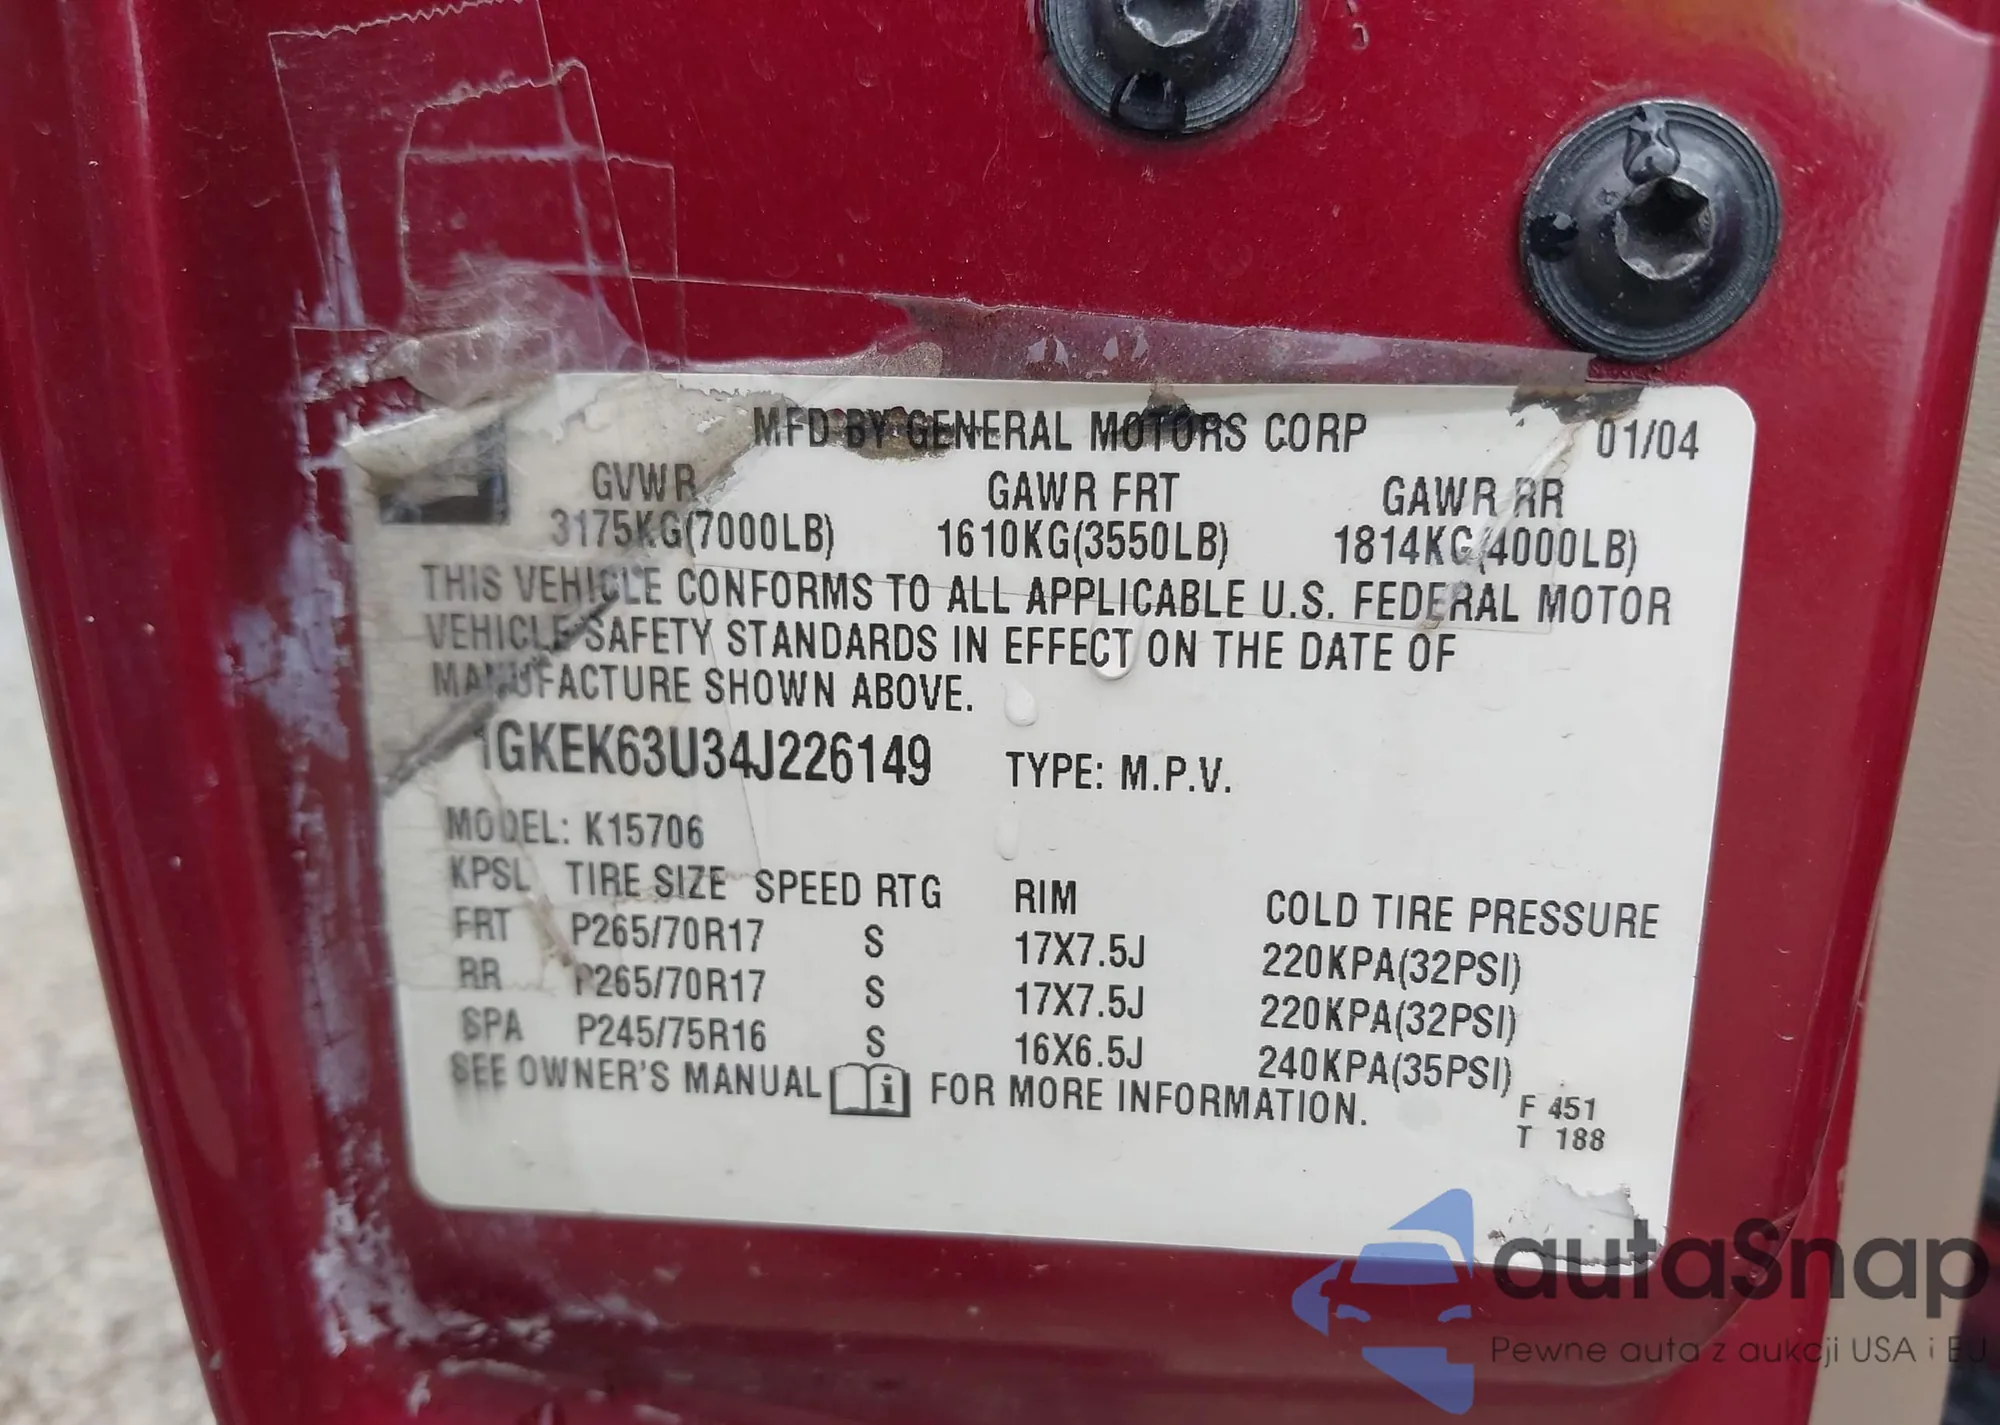 MFD BY GENERAL MOTORS CORP 01/04
GVWR GAWR FRT GAWR RR
3175KG(7000LB) 1610KG(3550LB) 1814KG(4000LB)
THIS VEHICLE CONFORMS TO ALL APPLICABLE U.S. FEDERAL MOTOR
VEHICLE SAFETY STANDARDS IN EFFECT ON THE DATE OF
MANUFACTURE SHOWN ABOVE.
1GKEK63U34J226149 TYPE: M.P.V.
MODEL: K15706
KPSL TIRE SIZE SPEED RTG RIM COLD TIRE PRESSURE
FRT P265/70R17 S 17X7.5J 220KPA(32PSI)
RR P265/70R17 S 17X7.5J 220KPA(32PSI)
SPA P245/75R16 S 16X6.5J 240KPA(35PSI)
SEE OWNER'S MANUAL i FOR MORE INFORMATION.
F 451
T 188
autaSnap
Pewne auta z aukcji USA i EU